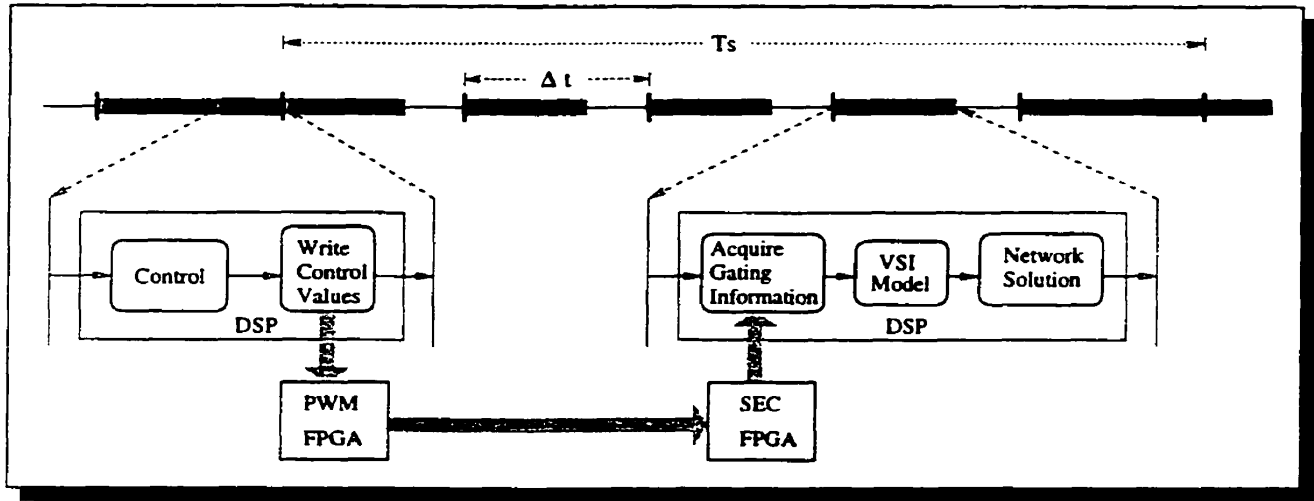 Ts
Δ t
Control
Write
Control
Values
DSP
Acquire
Gating
Information
VSI
Model
Network
Solution
DSP
PWM
FPGA
SEC
FPGA